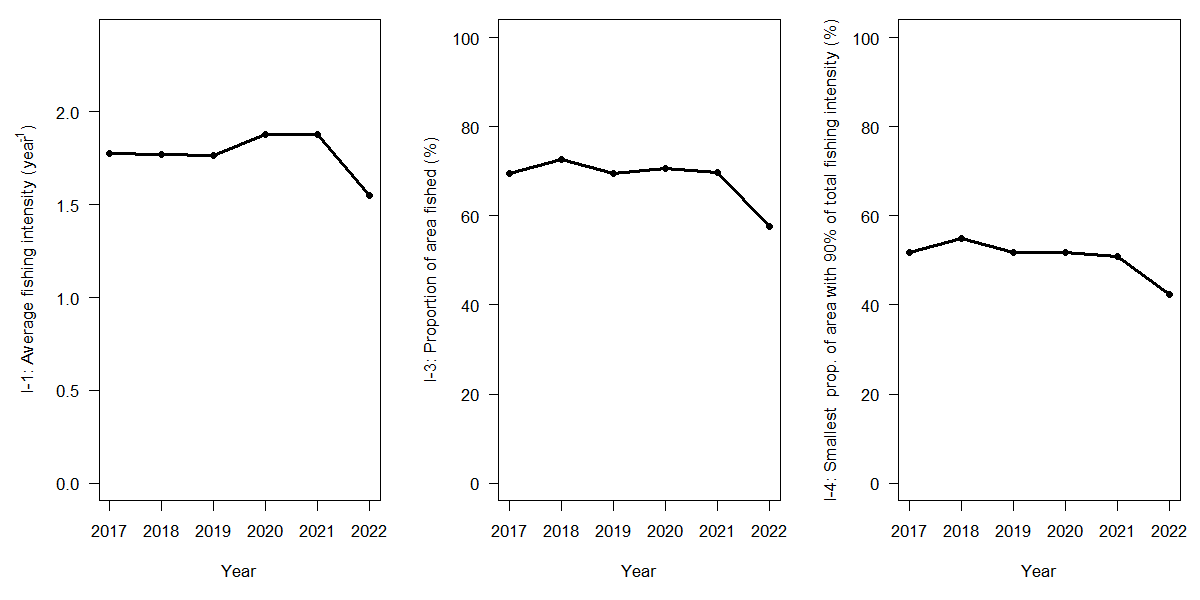 I-1: Average fishing intensity (year-1)
2.0
1.5
1.0
0.5
0.0
2017 2018 2019 2020 2021 2022
Year
I-3: Proportion of area fished (%)
100
80
60
40
20
0
2017 2018 2019 2020 2021 2022
Year
I-4: Smallest  prop. of area with 90% of total fishing intensity (%)
100
80
60
40
20
0
2017 2018 2019 2020 2021 2022
Year